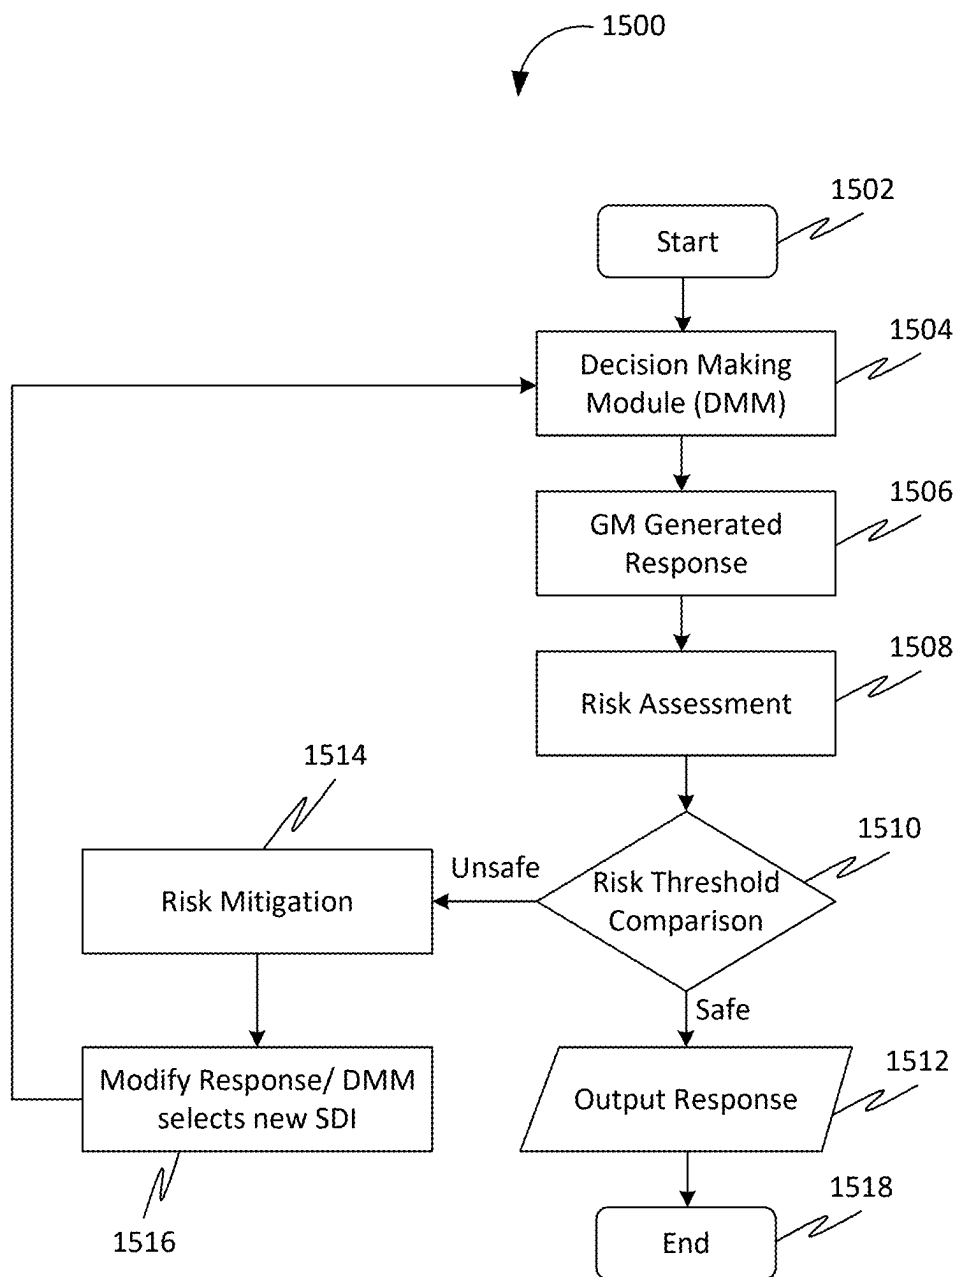 1500
1502
Start
1504
Decision Making
Module (DMM)
1506
GM Generated
Response
1508
Risk Assessment
1514
1510
Unsafe
Risk Threshold
Comparison
Risk Mitigation
Safe
Modify Response/ DMM
selects new SDI
1512
Output Response
1516
1518
End